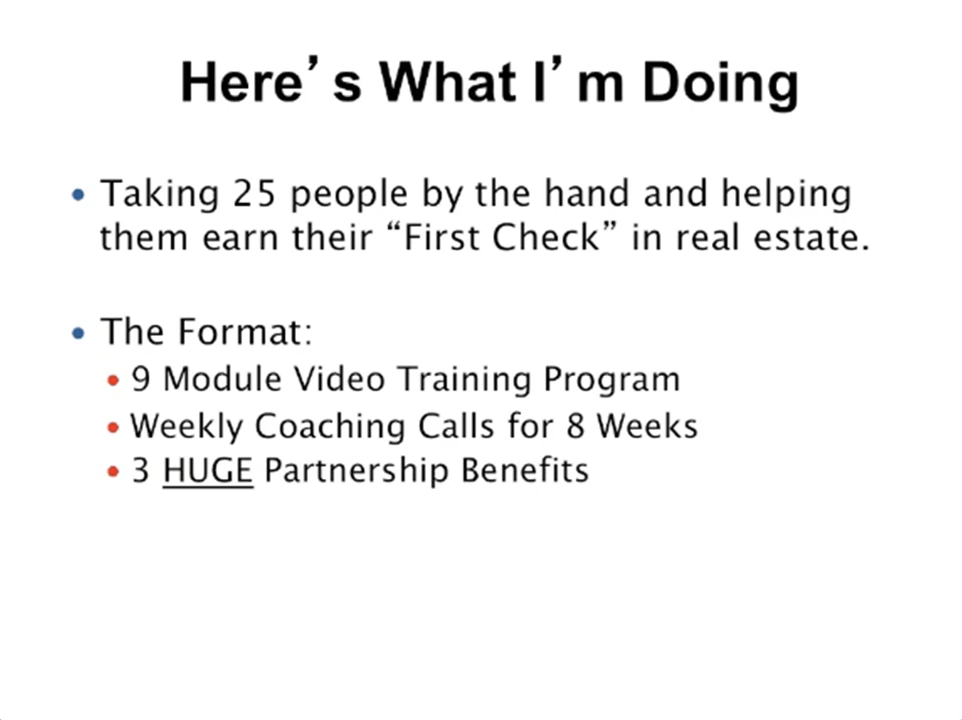 Here’s What I’m Doing
• Taking 25 people by the hand and helping
them earn their “First Check” in real estate.
• The Format:
• 9 Module Video Training Program
• Weekly Coaching Calls for 8 Weeks
• 3 HUGE Partnership Benefits